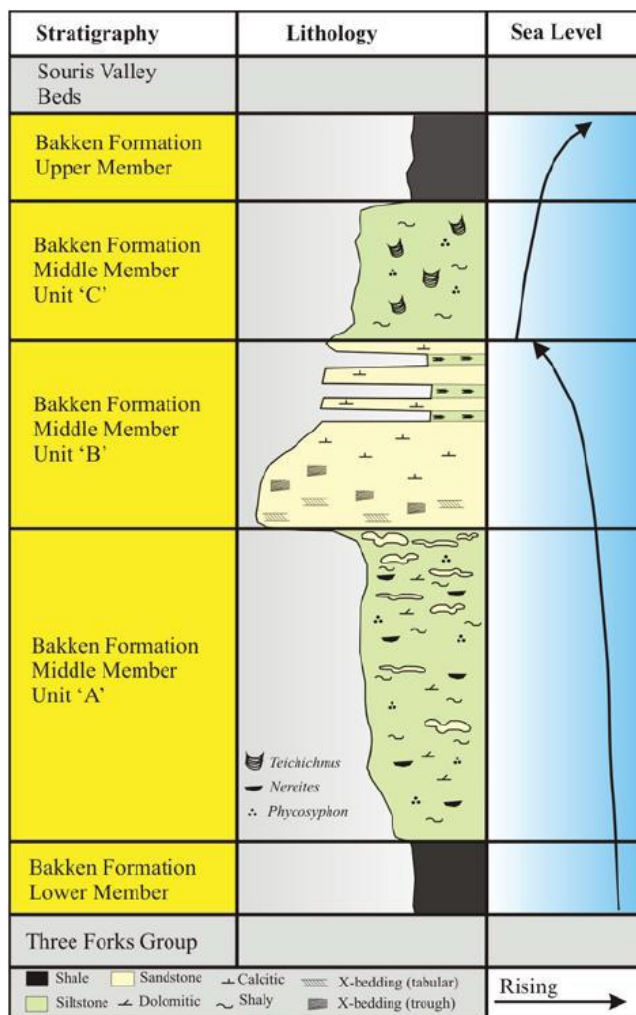 Stratigraphy
Lithology
Sea Level
Souris Valley
Beds
Bakken Formation
Upper Member
Bakken Formation
Middle Member
Unit ‘C’
Bakken Formation
Middle Member
Unit ‘B’
Bakken Formation
Middle Member
Unit ‘A’
Teichichnus
Nereites
Phycosyphon
Bakken Formation
Lower Member
Three Forks Group
Shale
Sandstone
Calcitic
X-bedding (tabular)
Siltstone
Dolomitic
Shaly
X-bedding (trough)
Rising